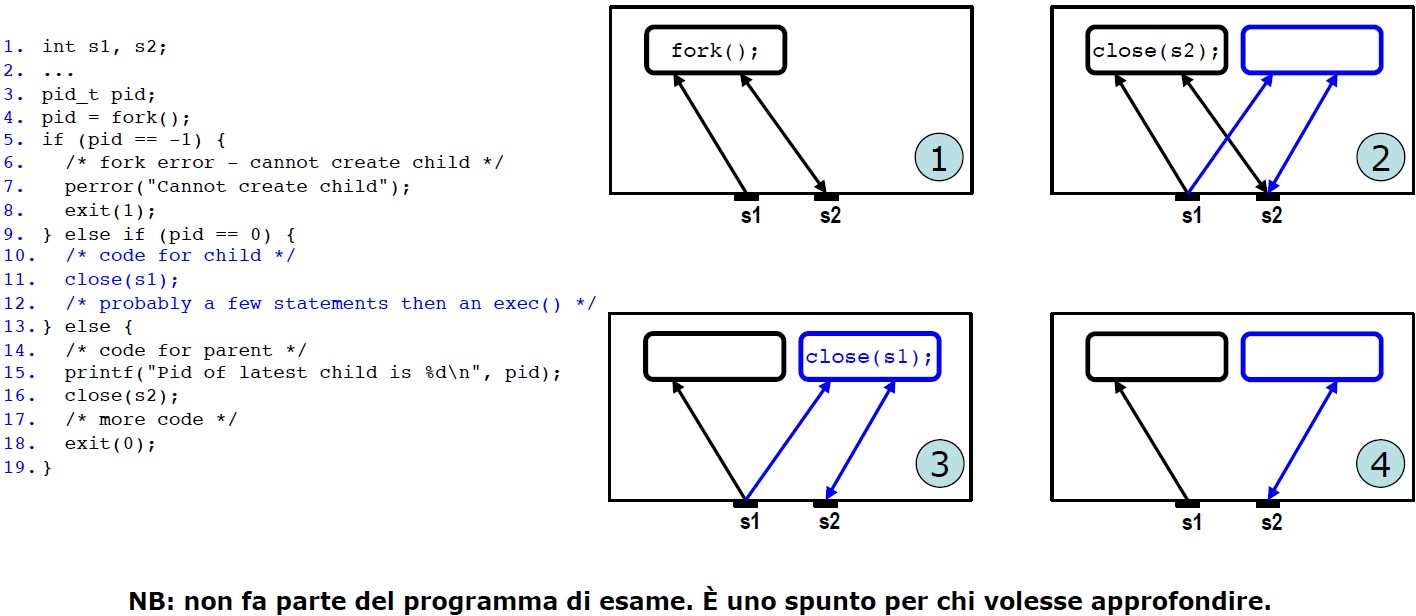 1. int s1, s2;
2. ...
3. pid_t pid;
4. pid = fork();
5. if (pid == -1) {
6. /* fork error – cannot create child */
7. perror("Cannot create child");
8. exit(1);
9. } else if (pid == 0) {
10. /* code for child */
11. close(s1);
12. /* probably a few statements then an exec() */
13. } else {
14. /* code for parent */
15. printf("Pid of latest child is %d\n", pid);
16. close(s2);
17. /* more code */
18. exit(0);
19. }
fork();
1
s1 s2
close(s2);
2
s1 s2
close(s1);
3
s1 s2
4
s1 s2
NB: non fa parte del programma di esame. È uno spunto per chi volesse approfondire.